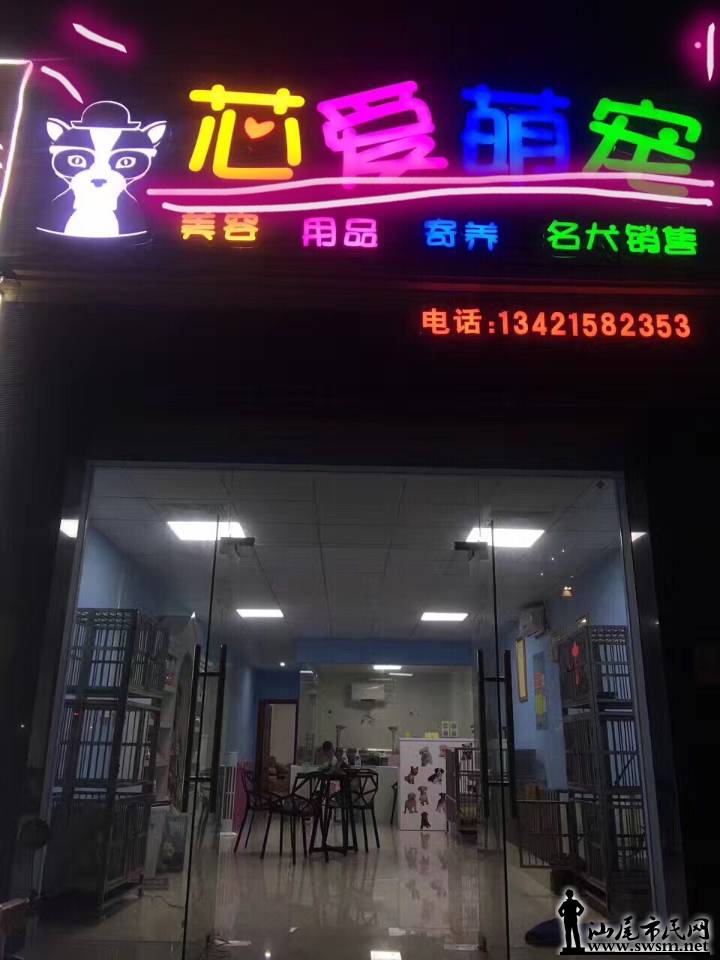 芯爱萌宠
美容 用品 寄养 名犬销售
电话:13421582353
汕尾市民网
www.swsm.net